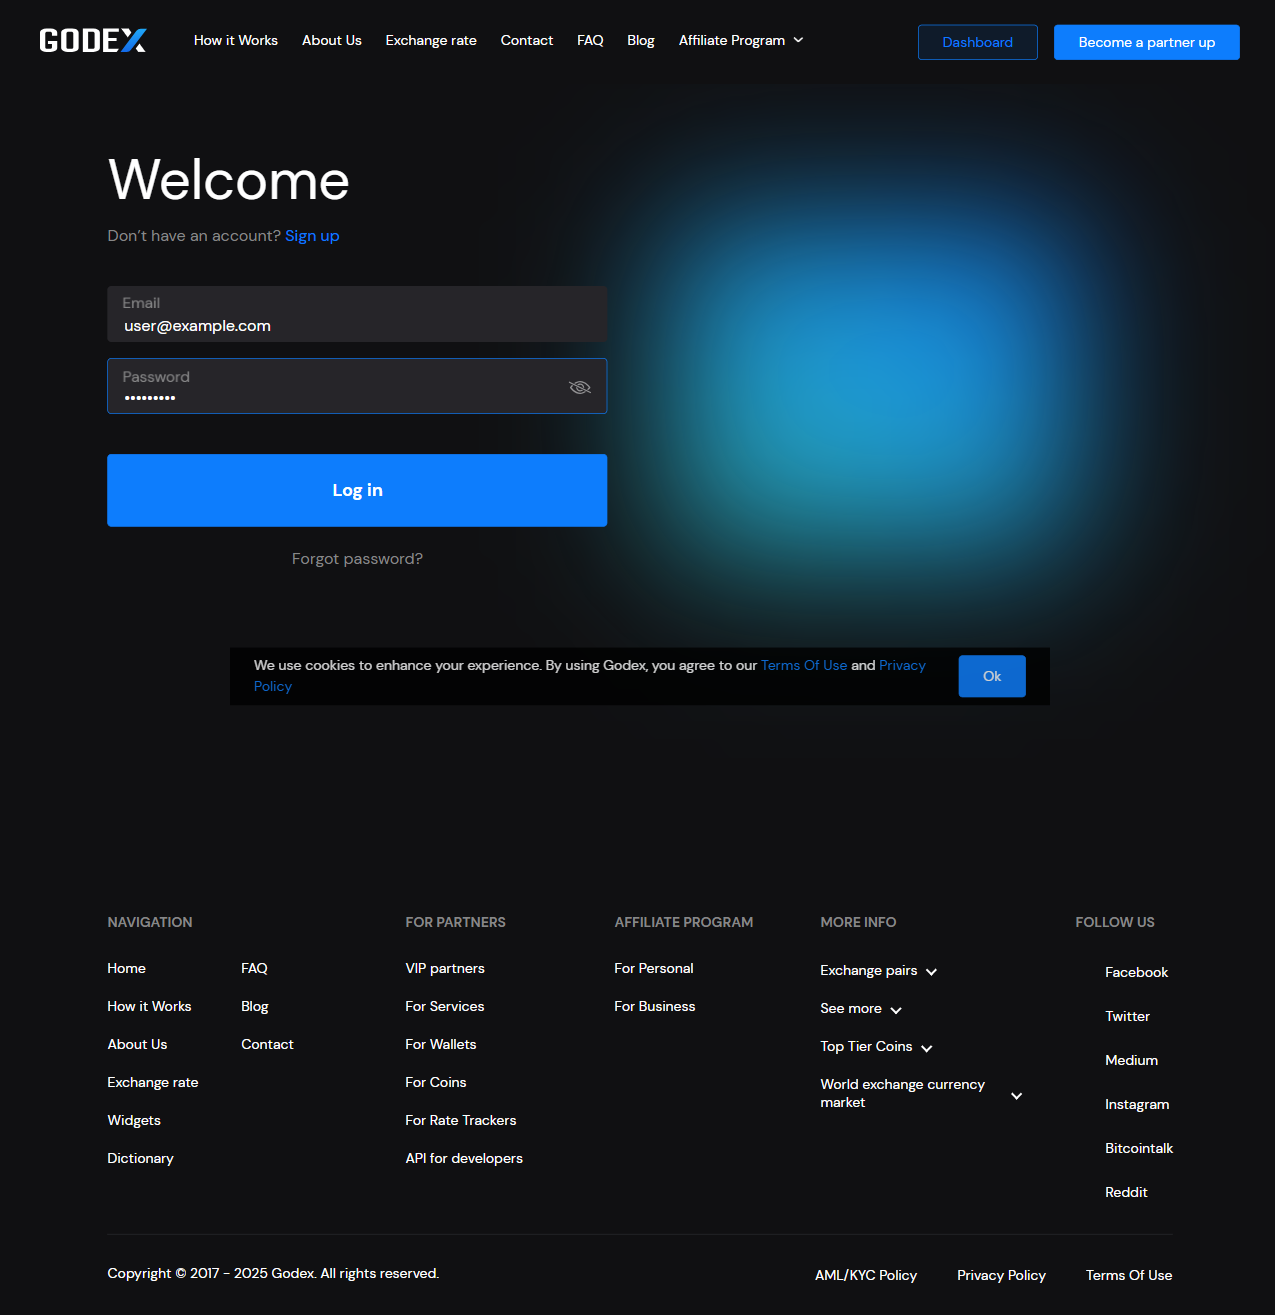 GODEX
How it Works
About Us
Exchange rate
Contact
FAQ
Blog
Affiliate Program
Dashboard
Become a partner up
Welcome
Don't have an account? Sign up
Email
user@example.com
Password
•••••••••
Log in
Forgot password?
We use cookies to enhance your experience. By using Godex, you agree to our Terms Of Use and Privacy
Policy
Ok
NAVIGATION
Home
How it Works
About Us
Exchange rate
Widgets
Dictionary
FAQ
Blog
Contact
FOR PARTNERS
VIP partners
For Services
For Wallets
For Coins
For Rate Trackers
API for developers
AFFILIATE PROGRAM
For Personal
For Business
MORE INFO
Exchange pairs
See more
Top Tier Coins
World exchange currency
market
FOLLOW US
Facebook
Twitter
Medium
Instagram
Bitcointalk
Reddit
Copyright © 2017 - 2025 Godex. All rights reserved.
AML/KYC Policy
Privacy Policy
Terms Of Use